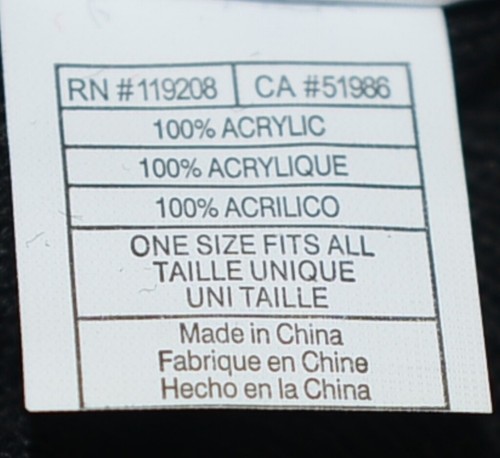 RN #119208 CA #51986
100% ACRYLIC
100% ACRYLIQUE
100% ACRILICO
ONE SIZE FITS ALL
TAILLE UNIQUE
UNI TAILLE
Made in China
Fabrique en Chine
Hecho en la China